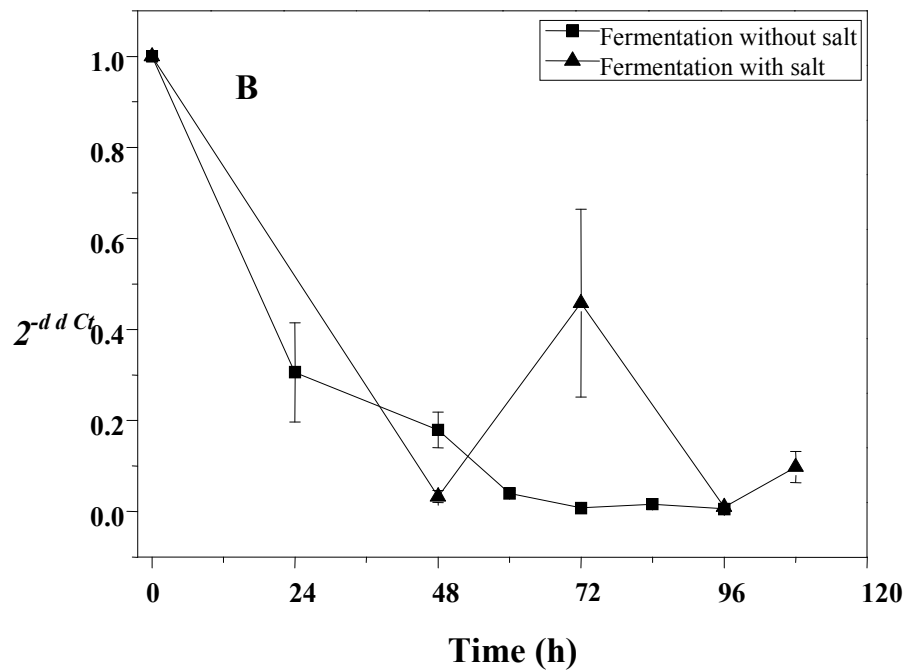 Fermentation without salt
Fermentation with salt
B
1.0
0.8
0.6
0.4
0.2
0.0
2-d d Ct
0 24 48 72 96 120
Time (h)